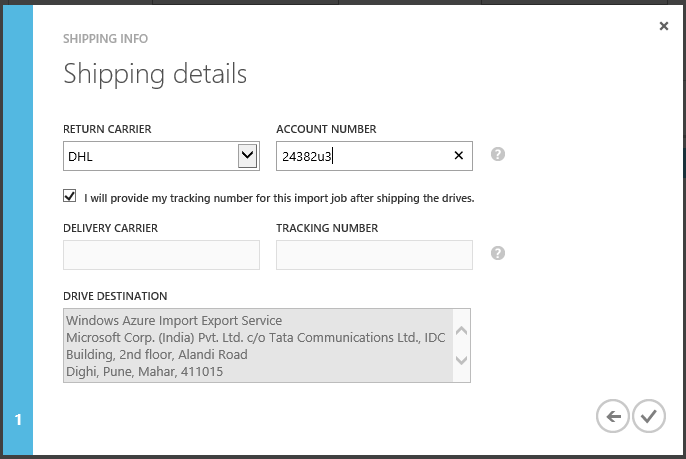 SHIPPING INFO
Shipping details
RETURN CARRIER ACCOUNT NUMBER
DHL 24382u3
I will provide my tracking number for this import job after shipping the drives.
DELIVERY CARRIER TRACKING NUMBER
DRIVE DESTINATION
Windows Azure Import Export Service
Microsoft Corp. (India) Pvt. Ltd. c/o Tata Communications Ltd., IDC
Building, 2nd floor, Alandi Road
Dighi, Pune, Mahar, 411015
1